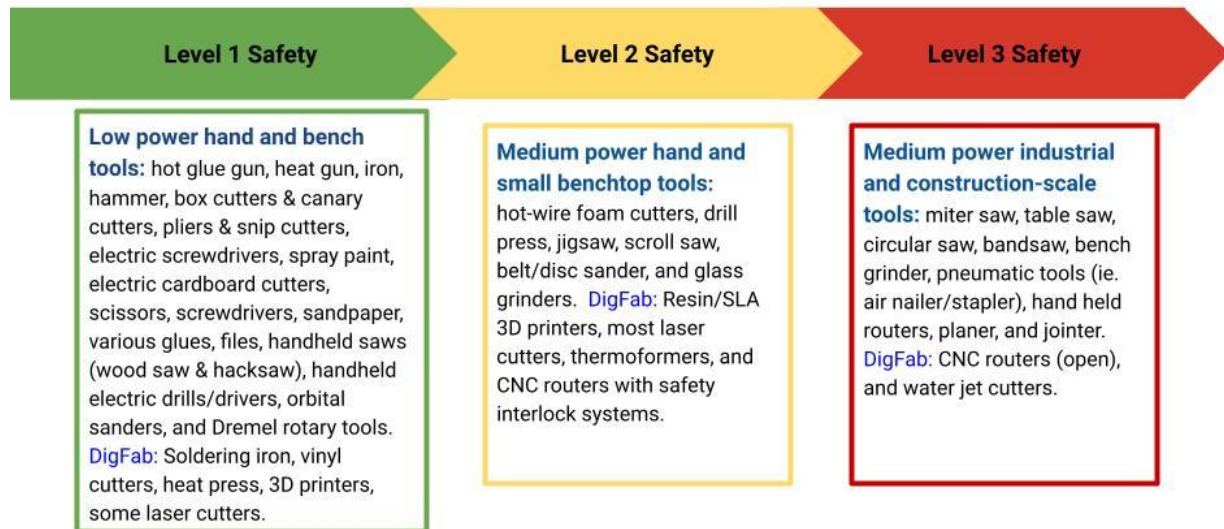 Level 1 Safety
Level 2 Safety
Level 3 Safety
Low power hand and bench
tools: hot glue gun, heat gun, iron,
hammer, box cutters & canary
cutters, pliers & snip cutters,
electric screwdrivers, spray paint,
electric cardboard cutters,
scissors, screwdrivers, sandpaper,
various glues, files, handheld saws
(wood saw & hacksaw), handheld
electric drills/drivers, orbital
sanders, and Dremel rotary tools.
DigFab: Soldering iron, vinyl
cutters, heat press, 3D printers,
some laser cutters.
Medium power hand and
small benchtop tools:
hot-wire foam cutters, drill
press, jigsaw, scroll saw,
belt/disc sander, and glass
grinders. DigFab: Resin/SLA
3D printers, most laser
cutters, thermoformers, and
CNC routers with safety
interlock systems.
Medium power industrial
and construction-scale
tools: miter saw, table saw,
circular saw, bandsaw, bench
grinder, pneumatic tools (ie.
air nailer/stapler), hand held
routers, planer, and jointer.
DigFab: CNC routers (open),
and water jet cutters.